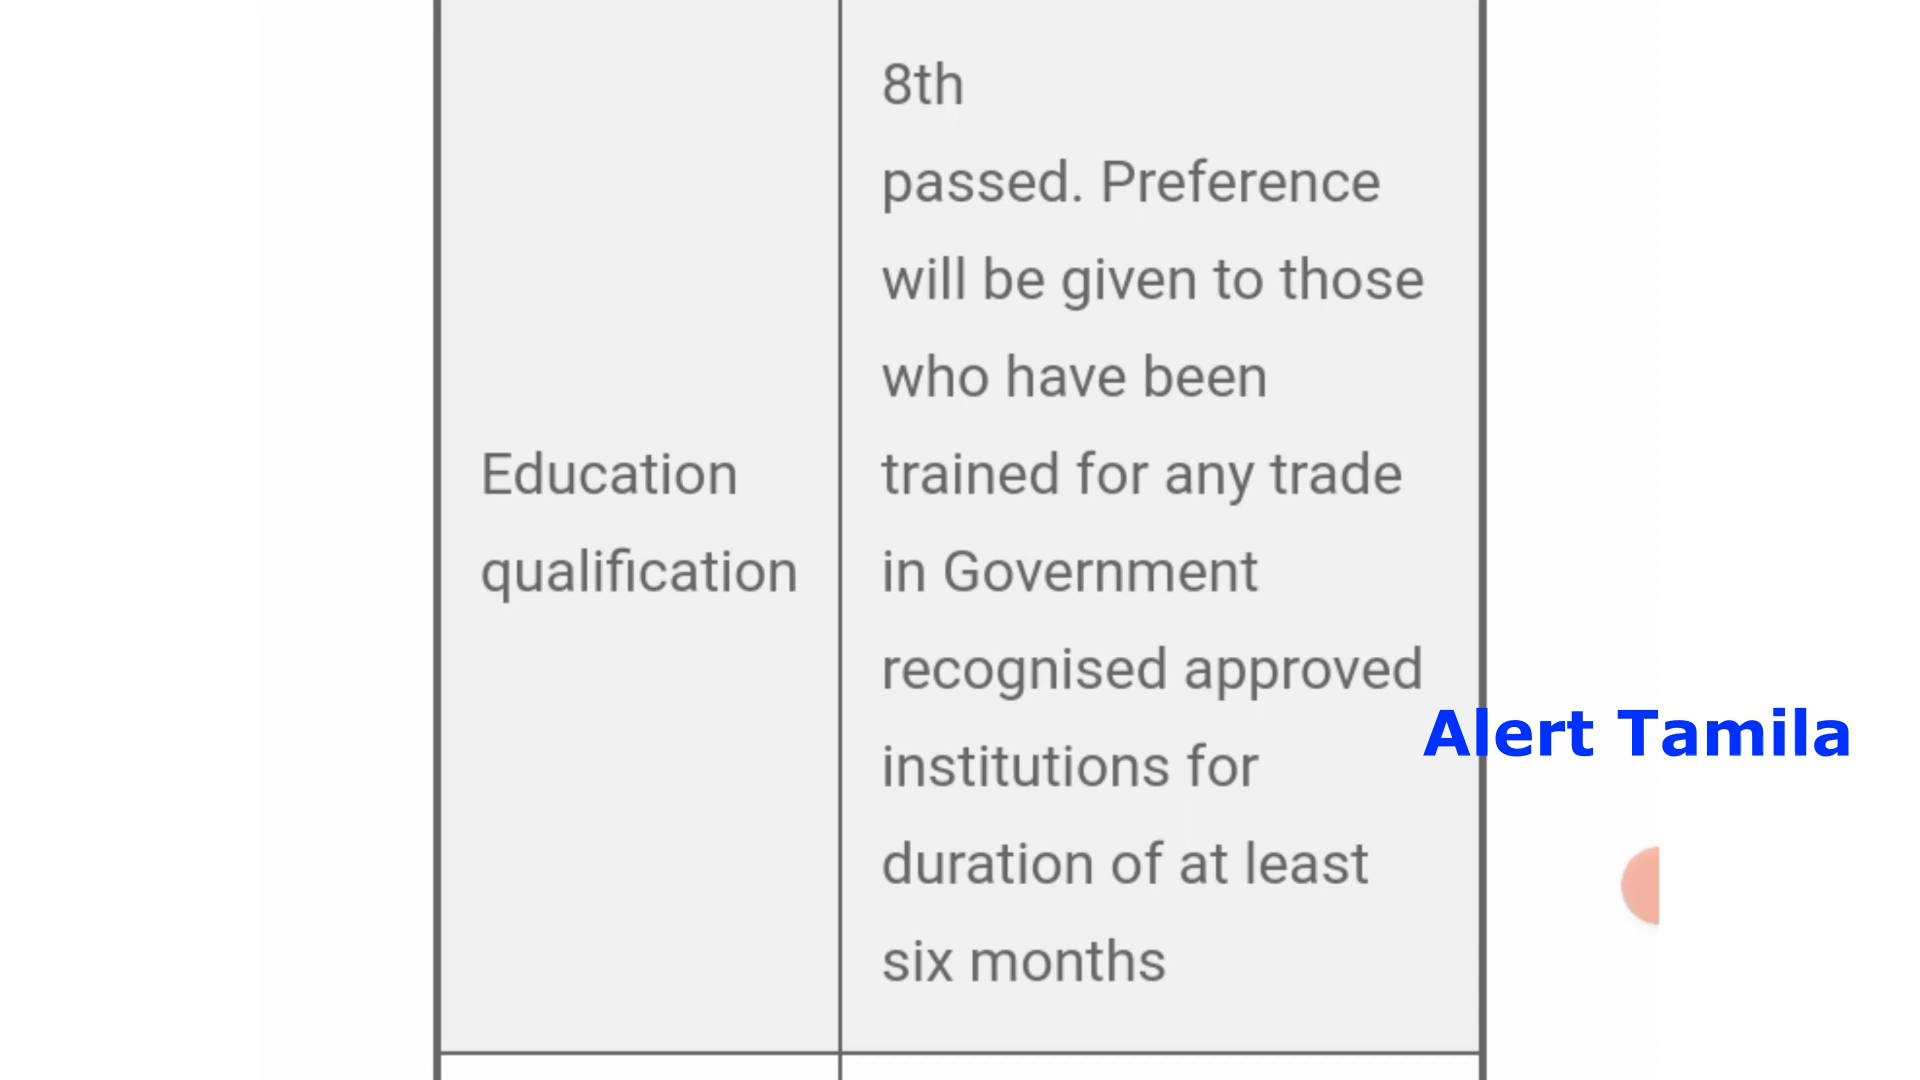 Education
qualification
8th
passed. Preference
will be given to those
who have been
trained for any trade
in Government
recognised approved
institutions for
duration of at least
six months
Alert Tamila